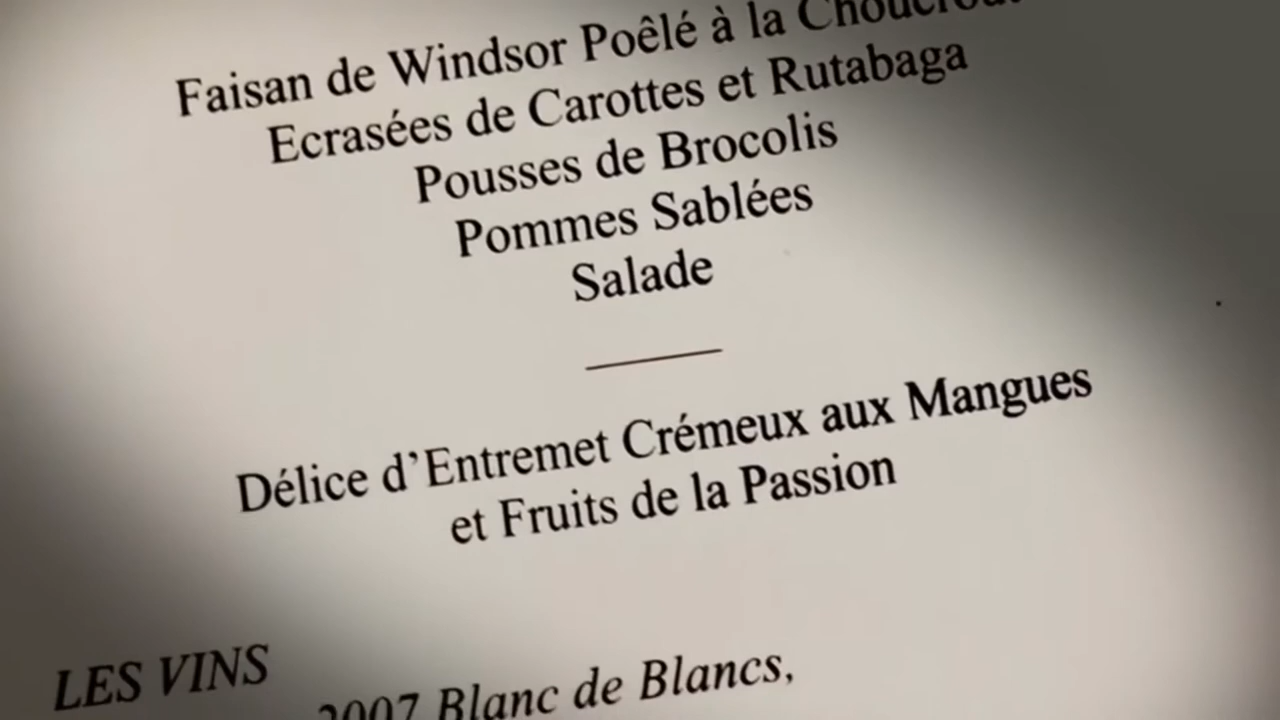 Faisan de Windsor Poêlé à la
Ecrasées de Carottes et Rutabaga
Pousses de Brocolis
Pommes Sablées
Salade
Délice d'Entremet Crémeux aux Mangues
et Fruits de la Passion
LES VINS
2007 Blanc de Blancs,